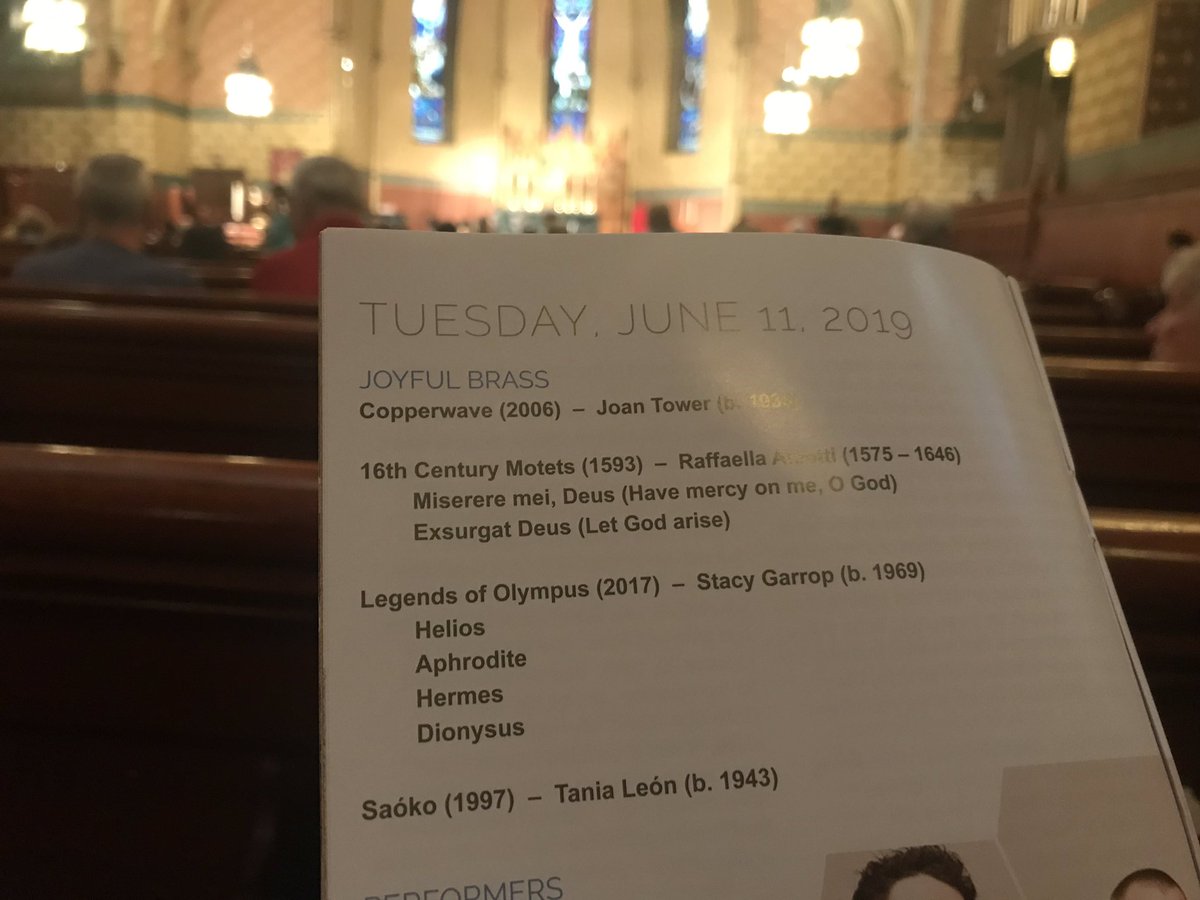 TUESDAY, JUNE 11, 2019
JOYFUL BRASS
Copperwave (2006) – Joan Tower (b. 1938)
16th Century Motets (1593) – Raffaella (1575 – 1646)
Miserere mei, Deus (Have mercy on me, O God)
Exsurgat Deus (Let God arise)
Legends of Olympus (2017) – Stacy Garrop (b. 1969)
Helios
Aphrodite
Hermes
Dionysus
Saóko (1997) – Tania León (b. 1943)
PERFORMERS